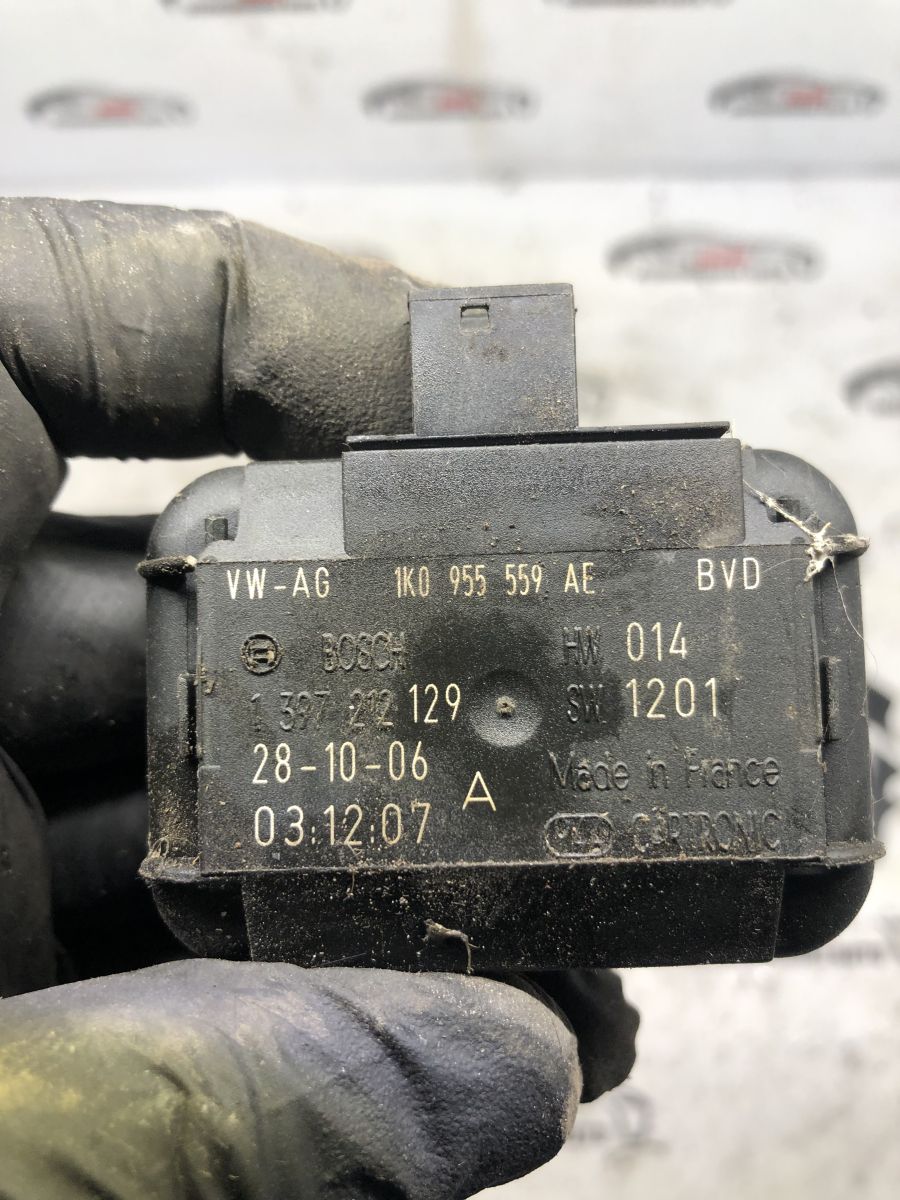 VW-AG 1K0 955 559 AE BVD
BOSCH HW 014
1 397 212 129 SW 1201
28-10-06 A Made in France
03:12:07 CARTRONIC